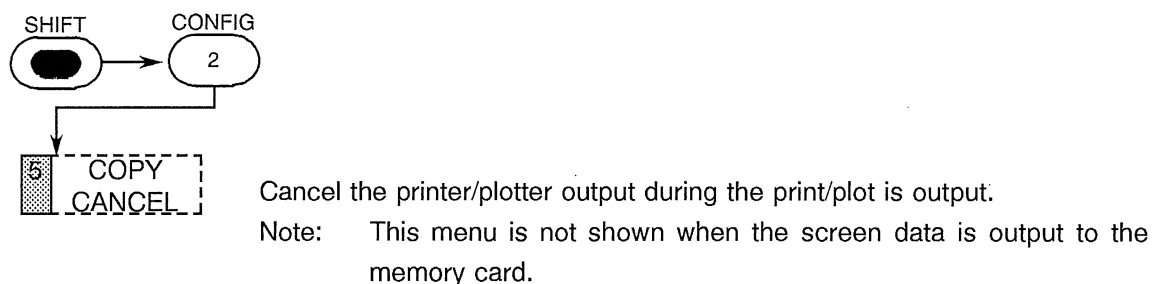 SHIFT CONFIG
2
5 COPY
CANCEL
Cancel the printer/plotter output during the print/plot is output.
Note: This menu is not shown when the screen data is output to the
memory card.